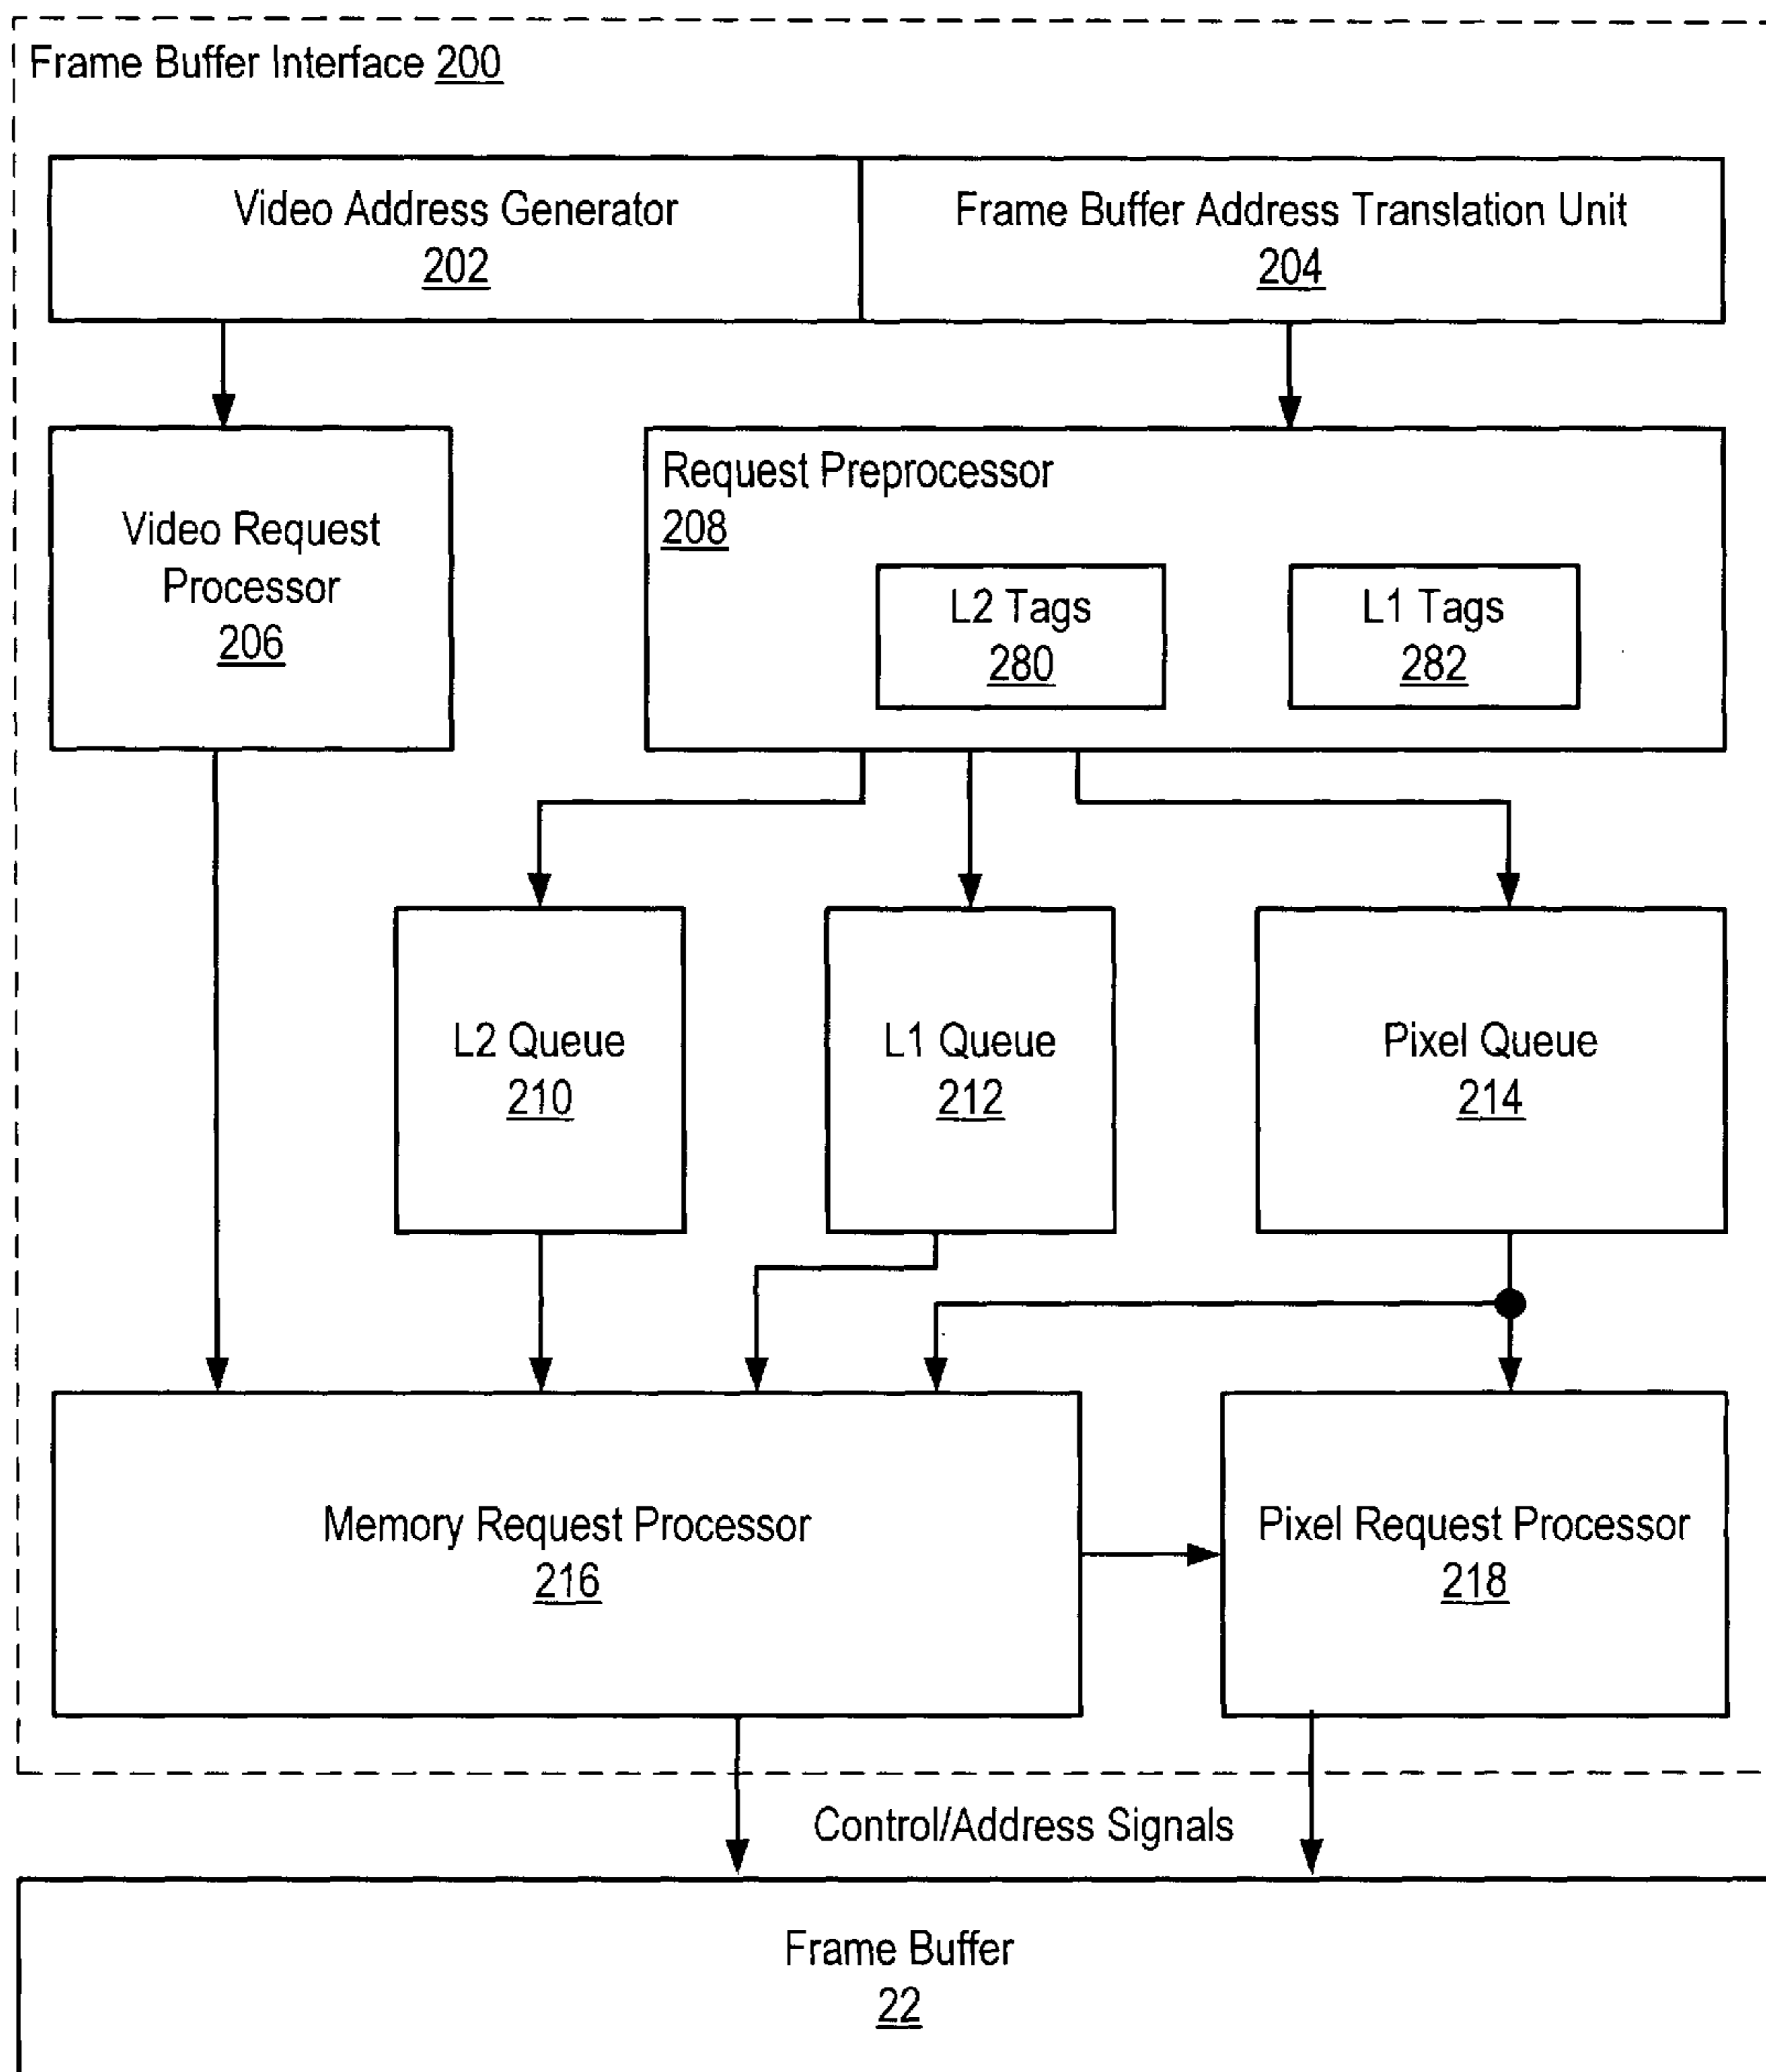 Frame Buffer Interface 200
Video Address Generator
202
Frame Buffer Address Translation Unit
204
Video Request
Processor
206
Request Preprocessor
208
L2 Tags
280
L1 Tags
282
L2 Queue
210
L1 Queue
212
Pixel Queue
214
Memory Request Processor
216
Pixel Request Processor
218
Control/Address Signals
Frame Buffer
22